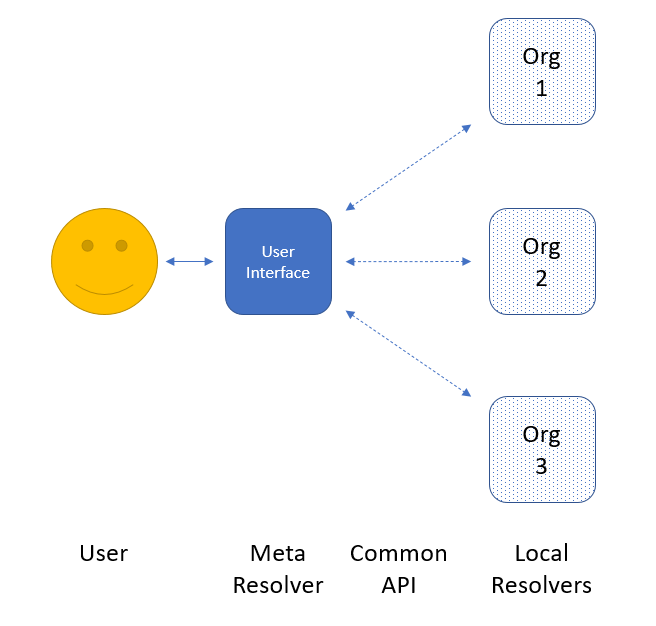 Org
1
User
Interface
Org
2
Org
3
User
Meta
Resolver
Common
API
Local
Resolvers